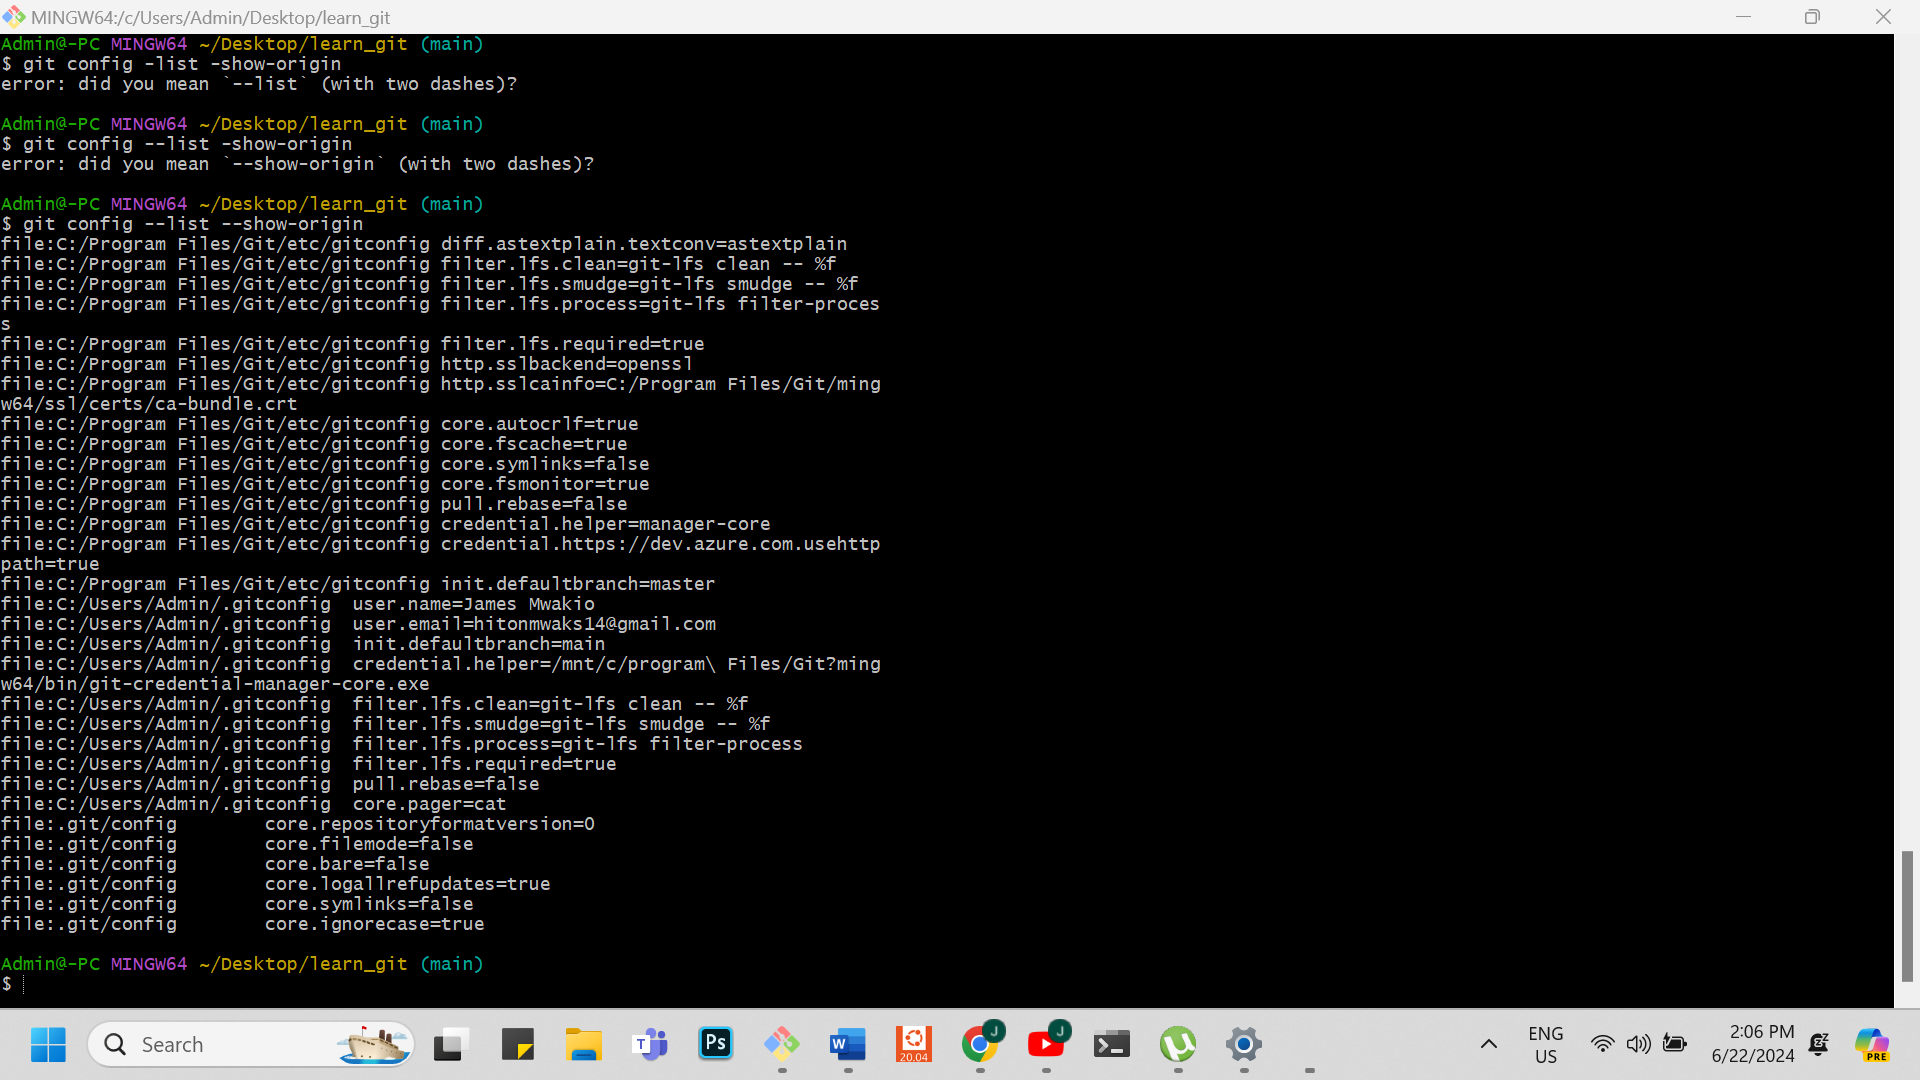 MINGW64:/c/Users/Admin/Desktop/learn_git
Admin@-PC MINGW64 ~/Desktop/learn_git (main)
$ git config -list -show-origin
error: did you mean `--list` (with two dashes)?
Admin@-PC MINGW64 ~/Desktop/learn_git (main)
$ git config --list -show-origin
error: did you mean `--show-origin` (with two dashes)?
Admin@-PC MINGW64 ~/Desktop/learn_git (main)
$ git config --list --show-origin
file:C:/Program Files/Git/etc/gitconfig diff.astextplain.textconv=astextplain
file:C:/Program Files/Git/etc/gitconfig filter.lfs.clean=git-lfs clean -- %f
file:C:/Program Files/Git/etc/gitconfig filter.lfs.smudge=git-lfs smudge -- %f
file:C:/Program Files/Git/etc/gitconfig filter.lfs.process=git-lfs filter-proces
s
file:C:/Program Files/Git/etc/gitconfig filter.lfs.required=true
file:C:/Program Files/Git/etc/gitconfig http.sslbackend=openssl
file:C:/Program Files/Git/etc/gitconfig http.sslcainfo=C:/Program Files/Git/ming
w64/ssl/certs/ca-bundle.crt
file:C:/Program Files/Git/etc/gitconfig core.autocrlf=true
file:C:/Program Files/Git/etc/gitconfig core.fscache=true
file:C:/Program Files/Git/etc/gitconfig core.symlinks=false
file:C:/Program Files/Git/etc/gitconfig core.fsmonitor=true
file:C:/Program Files/Git/etc/gitconfig pull.rebase=false
file:C:/Program Files/Git/etc/gitconfig credential.helper=manager-core
file:C:/Program Files/Git/etc/gitconfig credential.https://dev.azure.com.usehttp
path=true
file:C:/Program Files/Git/etc/gitconfig init.defaultbranch=master
file:C:/Users/Admin/.gitconfig  user.name=James Mwakio
file:C:/Users/Admin/.gitconfig  user.email=hitonmwaks14@gmail.com
file:C:/Users/Admin/.gitconfig  init.defaultbranch=main
file:C:/Users/Admin/.gitconfig  credential.helper=/mnt/c/program\ Files/Git?ming
w64/bin/git-credential-manager-core.exe
file:C:/Users/Admin/.gitconfig  filter.lfs.clean=git-lfs clean -- %f
file:C:/Users/Admin/.gitconfig  filter.lfs.smudge=git-lfs smudge -- %f
file:C:/Users/Admin/.gitconfig  filter.lfs.process=git-lfs filter-process
file:C:/Users/Admin/.gitconfig  filter.lfs.required=true
file:C:/Users/Admin/.gitconfig  pull.rebase=false
file:C:/Users/Admin/.gitconfig  core.pager=cat
file:.git/config        core.repositoryformatversion=0
file:.git/config        core.filemode=false
file:.git/config        core.bare=false
file:.git/config        core.logallrefupdates=true
file:.git/config        core.symlinks=false
file:.git/config        core.ignorecase=true
Admin@-PC MINGW64 ~/Desktop/learn_git (main)
$
Search
T
Ps
W
20.04
J
J
ENG
US
2:06 PM
6/22/2024
PRE